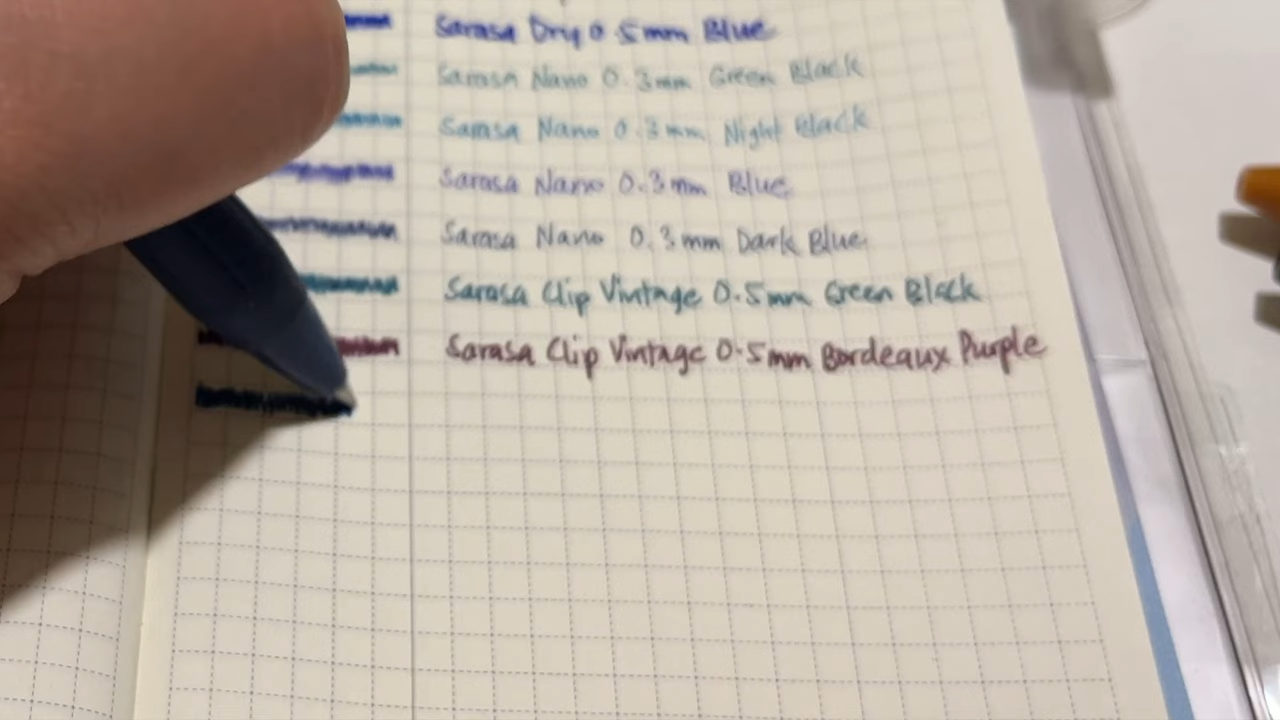 Sarasa Dry 0.5mm Blue
Sarasa Nano 0.3mm Green Black
Sarasa Nano 0.3mm Night Black
Sarasa Nano 0.3mm Blue
Sarasa Nano 0.3mm Dark Blue
Sarasa Clip Vintage 0.5mm Green Black
Sarasa Clip Vintage 0.5mm Bordeaux Purple